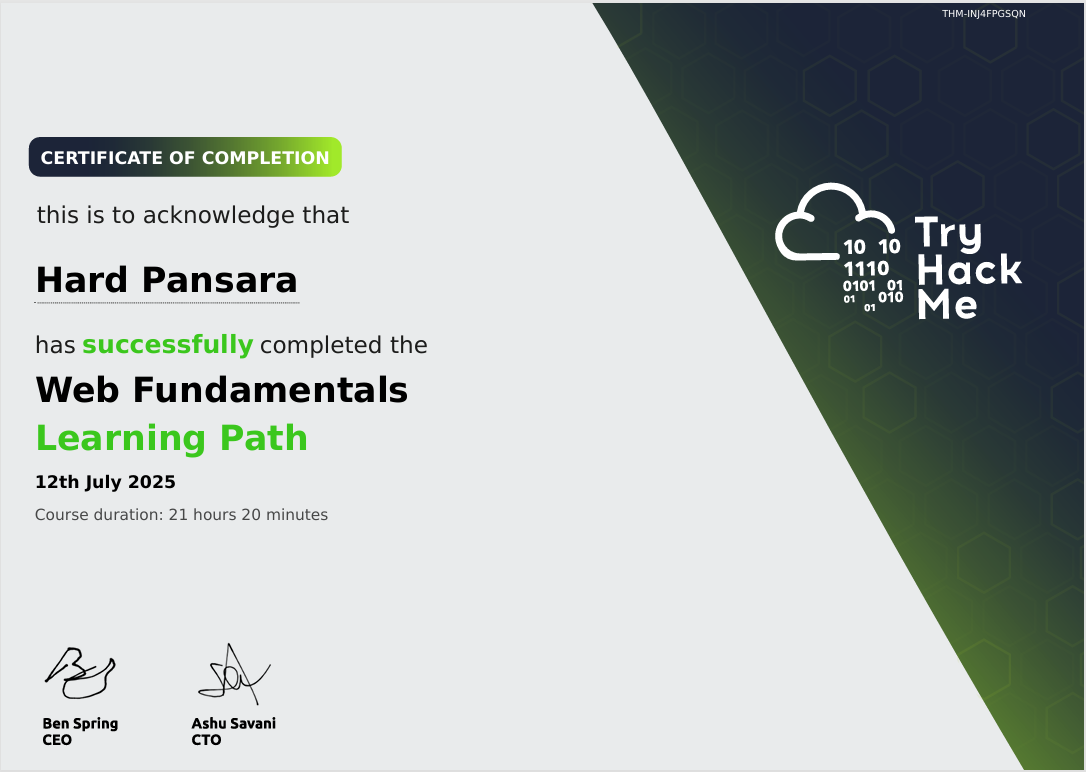 THM-INJ4FPGSQN
CERTIFICATE OF COMPLETION
this is to acknowledge that
Hard Pansara
has successfully completed the
Web Fundamentals
Learning Path
12th July 2025
Course duration: 21 hours 20 minutes
Try
Hack
Me
10 10
1110
0101 01
01 010
01
Ben Spring
CEO
Ashu Savani
CTO